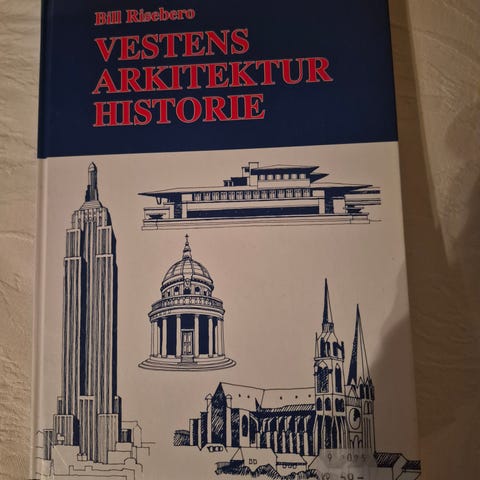 Bill Risebero
VESTENS
ARKITEKTUR
HISTORIE